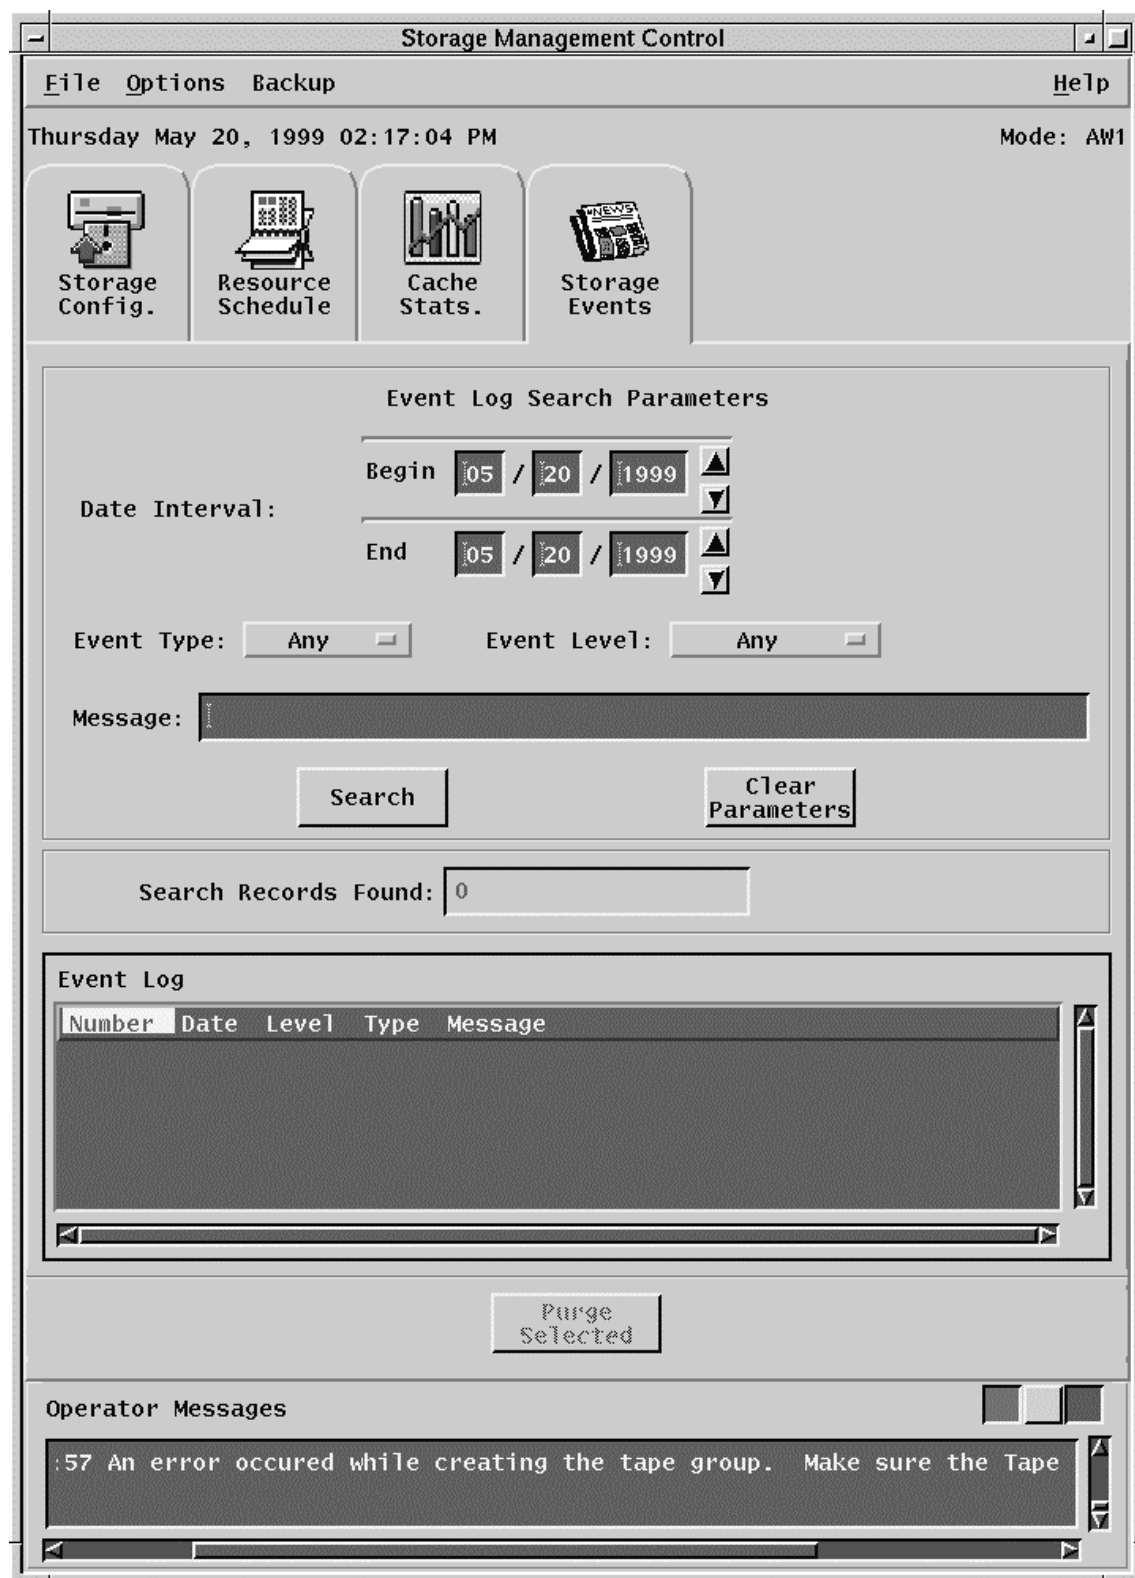 Storage Management Control
File Options Backup Help
Thursday May 20, 1999 02:17:04 PM Mode: AW1
NEWS
Storage Config.
Resource Schedule
Cache Stats.
Storage Events
Event Log Search Parameters
Date Interval:
Begin 05 / 20 / 1999
End 05 / 20 / 1999
Event Type: Any Event Level: Any
Message:
Search
Clear
Parameters
Search Records Found: 0
Event Log
Number Date Level Type Message
Purge
Selected
Operator Messages
:57 An error occured while creating the tape group. Make sure the Tape